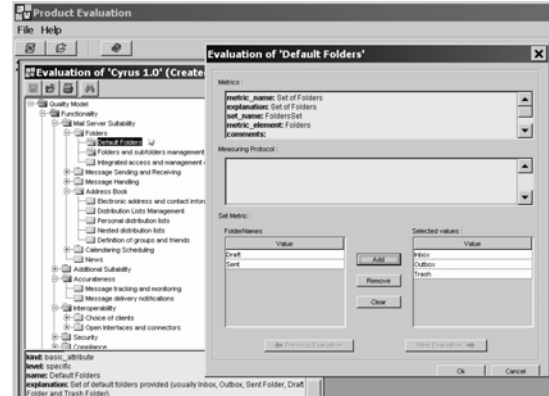 Product Evaluation
File Help
Evaluation of 'Cyrus 1.0' (Create
Quality Model
Functionality
Mail Server Suitability
Folders
Default Folders
Folders and subfolders management
Integrated access and management
Message Sending and Receiving
Message Handling
Address Book
Electronic address and contact infor
Distribution Lists Management
Personal distribution lists
Nested distribution lists
Definition of groups and friends
Calendaring Scheduling
News
Additional Suitability
Accurateness
Message tracking and monitoring
Message delivery notifications
Interoperability
Choice of clients
Open Interfaces and connectors
Security
Compliance
kind: basic_attribute
level: specific
name: Default Folders
explanation: Set of default folders provided (usually Inbox, Outbox, Sent Folder, Draft
Folder and Trash Folder).
Evaluation of 'Default Folders'
Metrics :
metric_name: Set of Folders
explanation: Set of Folders
set_name: FoldersSet
metric_element: Folders
comments:
Measuring Protocol :
Set Metric :
FolderNames
Value
Draft
Sent
Add
Remove
Clear
Selected values :
Value
Inbox
Outbox
Trash
Previous Evaluation
Next Evaluation
Ok
Cancel